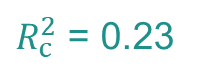 $R_c^2 = 0.23$